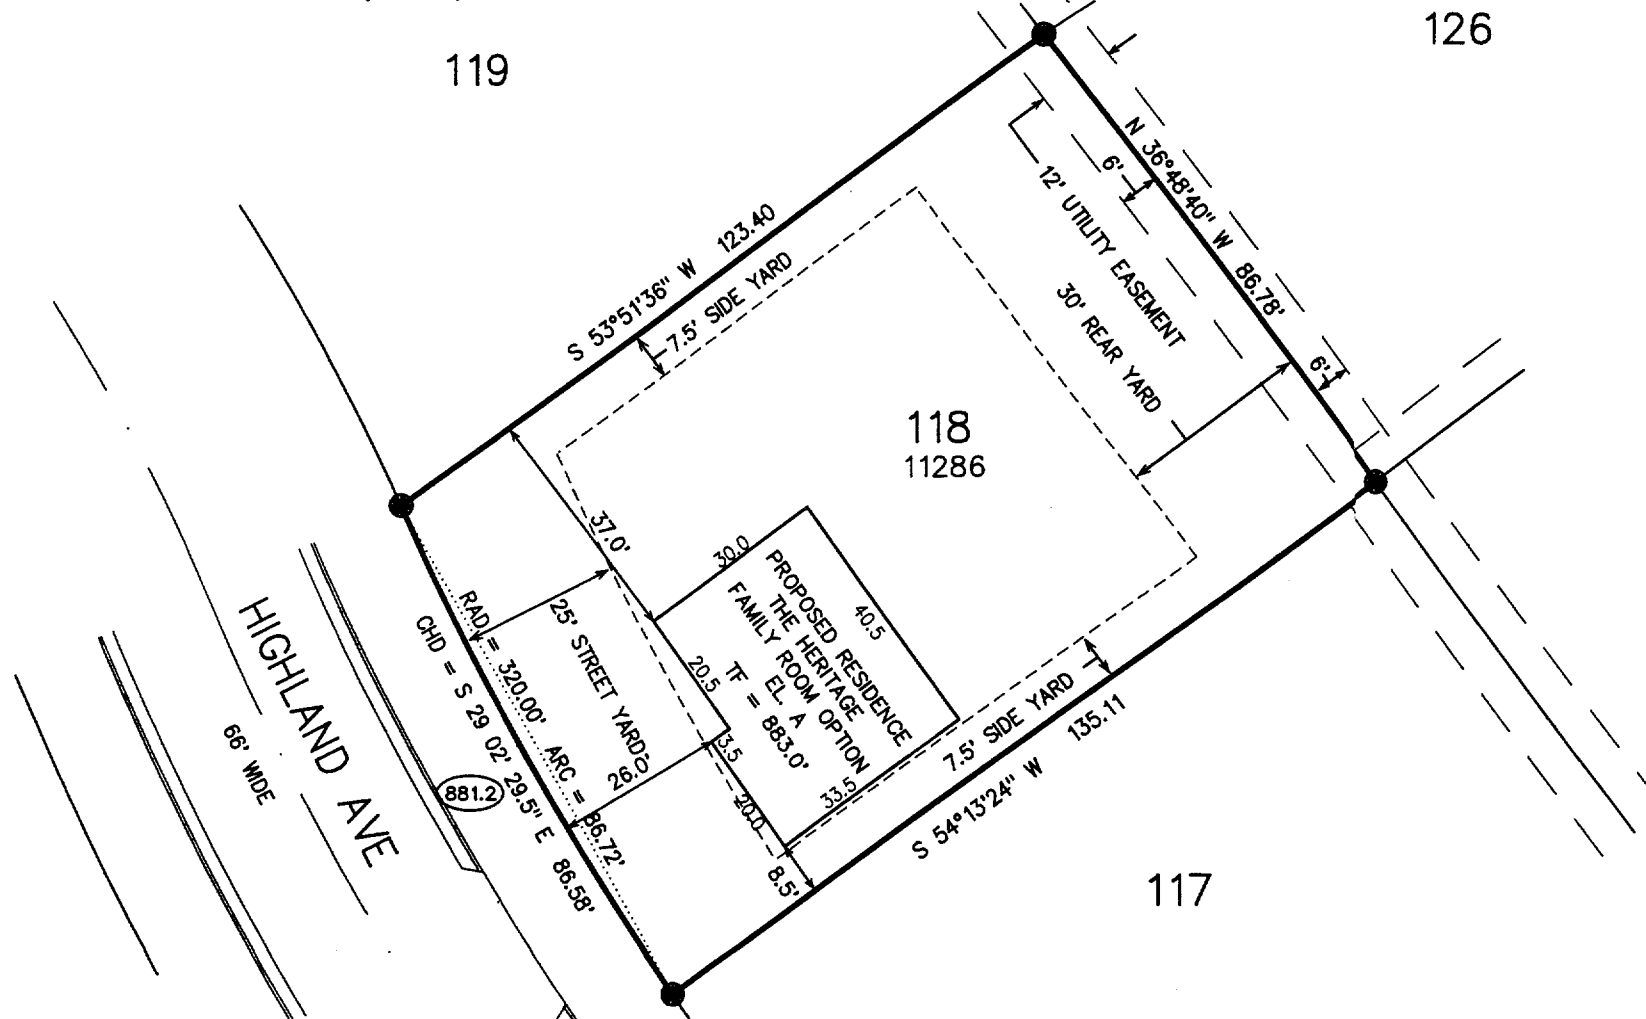 126
119
N 36°48'40" W 86.78'
6'
12' UTILITY EASEMENT
30' REAR YARD
6'
S 53°51'36" W 123.40
7.5' SIDE YARD
118
11286
37.0'
30.0
40.5
20.5
3.5
20.0
33.5
8.5'
PROPOSED RESIDENCE
THE HERITAGE
FAMILY ROOM OPTION
EL. A
TF = 883.0'
25' STREET YARD
26.0'
RAD = 320.00' ARC = 86.72'
CHD = S 29 02' 29.5" E 86.58'
7.5' SIDE YARD
S 54°13'24" W 135.11
HIGHLAND AVE
66' WIDE
881.2
117